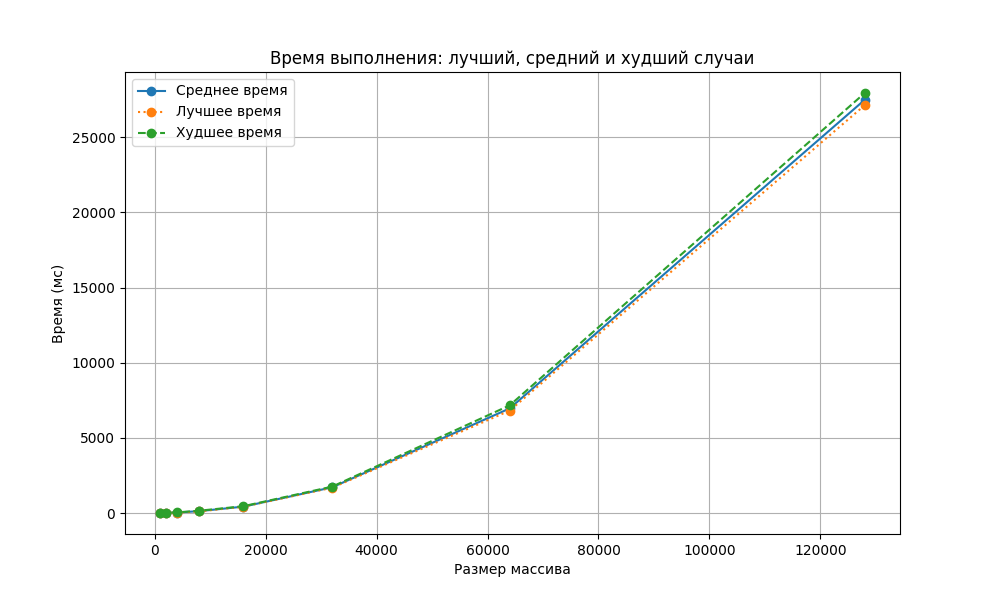 Время выполнения: лучший, средний и худший случаи
Среднее время
Лучшее время
Худшее время
Время (мс)
25000
20000
15000
10000
5000
0
0 20000 40000 60000 80000 100000 120000
Размер массива